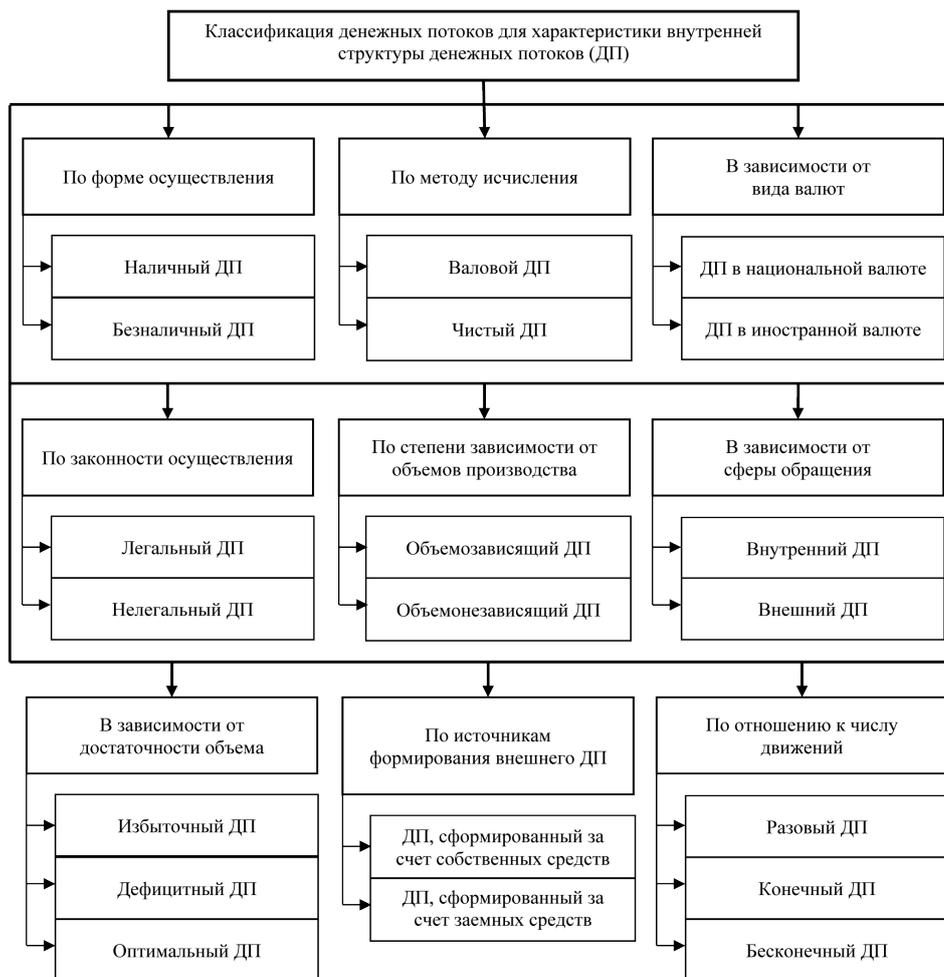 Классификация денежных потоков для характеристики внутренней
структуры денежных потоков (ДП)
По форме осуществления
Наличный ДП
Безналичный ДП
По методу исчисления
Валовой ДП
Чистый ДП
В зависимости от
вида валют
ДП в национальной валюте
ДП в иностранной валюте
По законности осуществления
Легальный ДП
Нелегальный ДП
По степени зависимости от
объемов производства
Объемозависящий ДП
Объемонезависящий ДП
В зависимости от
сферы обращения
Внутренний ДП
Внешний ДП
В зависимости от
достаточности объема
Избыточный ДП
Дефицитный ДП
Оптимальный ДП
По источникам
формирования внешнего ДП
ДП, сформированный за
счет собственных средств
ДП, сформированный за
счет заемных средств
По отношению к числу
движений
Разовый ДП
Конечный ДП
Бесконечный ДП